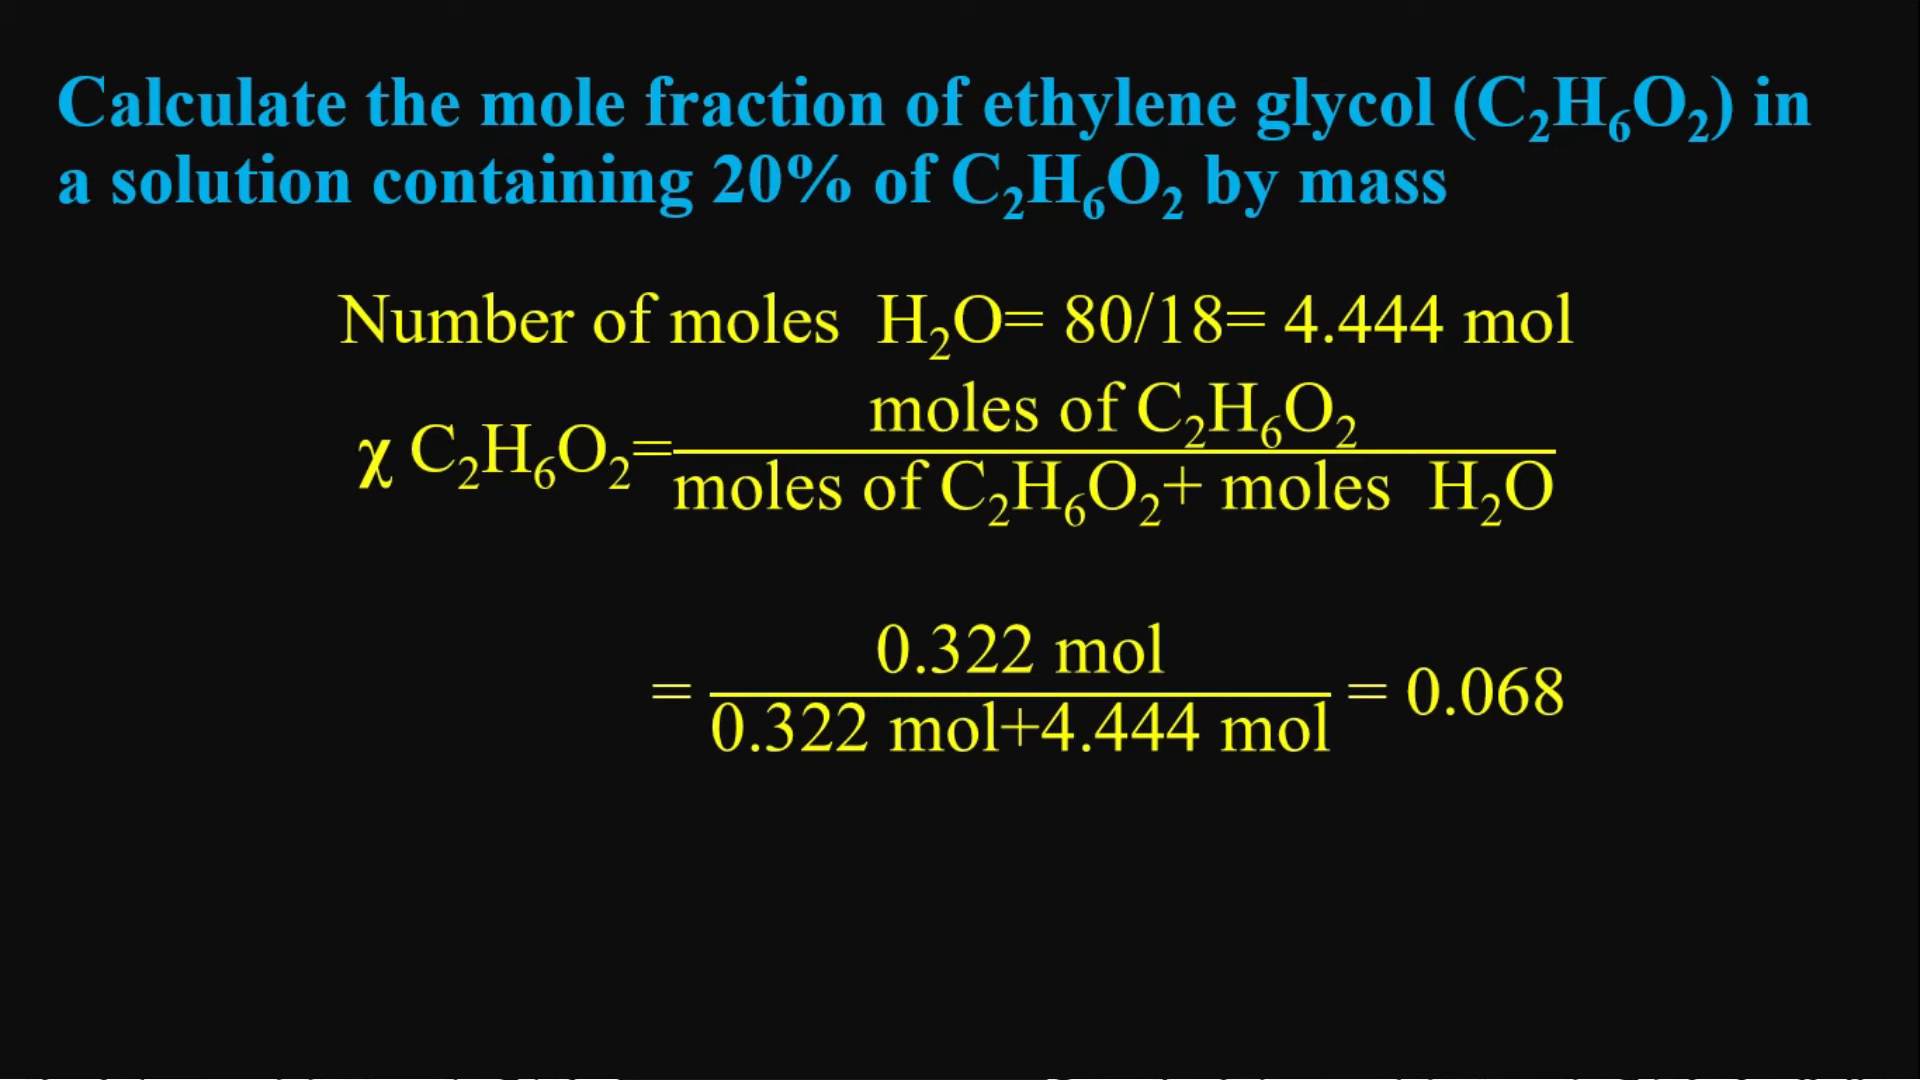 Calculate the mole fraction of ethylene glycol (C₂H₆O₂) in
a solution containing 20% of C₂H₆O₂ by mass
Number of moles H₂O= 80/18= 4.444 mol
moles of C₂H₆O₂
χ C₂H₆O₂=
moles of C₂H₆O₂+ moles H₂O
0.322 mol
= = 0.068
0.322 mol+4.444 mol